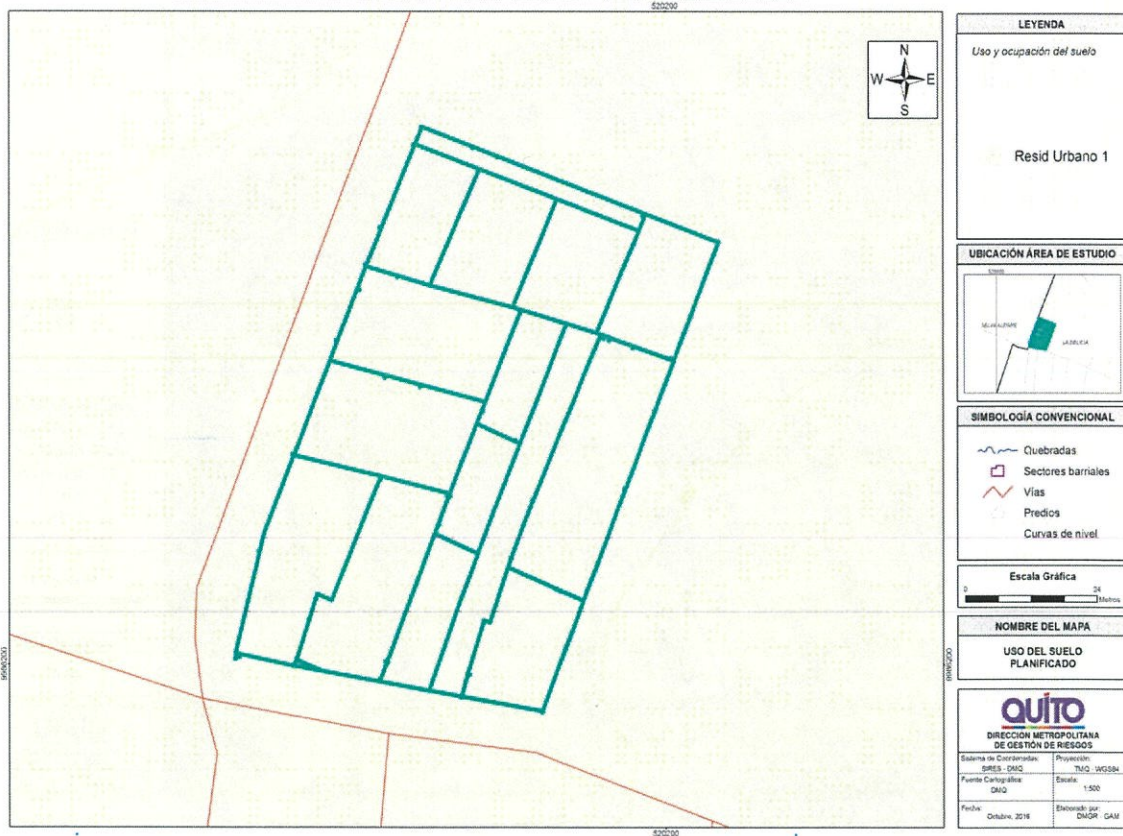 520200
N
W E
S
9996200
520200
LEYENDA
Uso y ocupación del suelo
Resid Urbano 1
UBICACIÓN ÁREA DE ESTUDIO
LA DELICIA
SIMBOLOGÍA CONVENCIONAL
Quebradas
Sectores barriales
Vías
Predios
Curvas de nivel
Escala Gráfica
0 24
Metros
NOMBRE DEL MAPA
USO DEL SUELO
PLANIFICADO
QUITO
DIRECCIÓN METROPOLITANA
DE GESTIÓN DE RIESGOS
Sistema de Coordenadas: Proyección:
SIRES - DMQ TMQ - WGS84
Fuente Cartográfica: Escala:
DMQ 1:500
Fecha: Elaborado por:
Octubre, 2016 DMGR - GAM